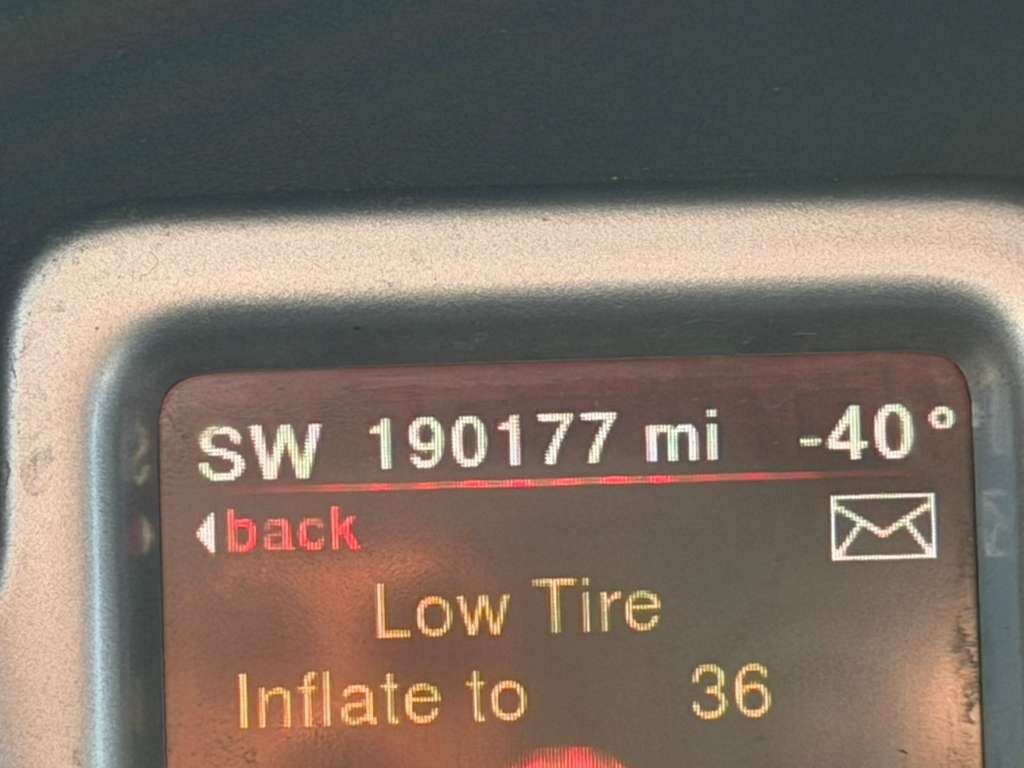 SW 190177 mi -40°
back
Low Tire
Inflate to 36